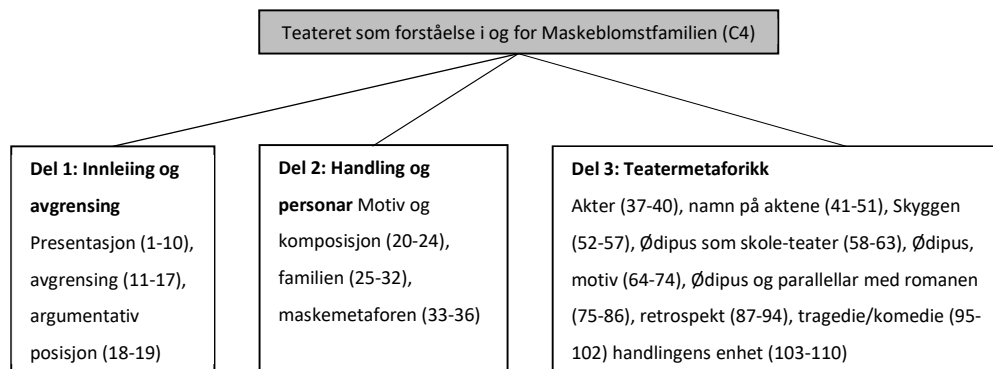 Teateret som forståelse i og for Maskeblomstfamilien (C4)
Del 1: Innleiing og
avgrensing
Presentasjon (1-10),
avgrensing (11-17),
argumentativ
posisjon (18-19)
Del 2: Handling og
personar Motiv og
komposisjon (20-24),
familien (25-32),
maskemetaforen (33-36)
Del 3: Teatermetaforikk
Akter (37-40), namn på aktene (41-51), Skyggen
(52-57), Ødipus som skole-teater (58-63), Ødipus,
motiv (64-74), Ødipus og parallellar med romanen
(75-86), retrospekt (87-94), tragedie/komedie (95-
102) handlingens enhet (103-110)